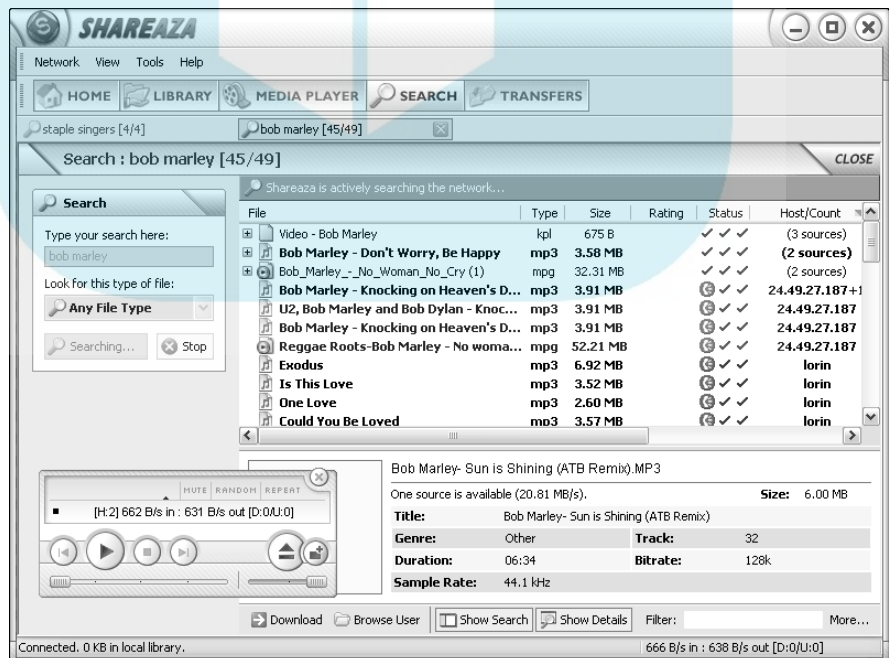 SHAREAZA
Network View Tools Help
HOME LIBRARY MEDIA PLAYER SEARCH TRANSFERS
staple singers [4/4] bob marley [45/49]
Search : bob marley [45/49] CLOSE
Search
Type your search here:
bob marley
Look for this type of file:
Any File Type
Searching... Stop
Shareaza is actively searching the network...
File Type Size Rating Status Host/Count
Video - Bob Marley kpl 675 B (3 sources)
Bob Marley - Don't Worry, Be Happy mp3 3.58 MB (2 sources)
Bob_Marley_-_No_Woman_No_Cry (1) mpg 32.31 MB (2 sources)
Bob Marley - Knocking on Heaven's D... mp3 3.91 MB 24.49.27.187+1
U2, Bob Marley and Bob Dylan - Knoc... mp3 3.91 MB 24.49.27.187
Bob Marley - Knocking on Heaven's D... mp3 3.91 MB 24.49.27.187
Reggae Roots-Bob Marley - No woma... mpg 52.21 MB 24.49.27.187
Exodus mp3 6.92 MB lorin
Is This Love mp3 3.52 MB lorin
One Love mp3 2.60 MB lorin
Could You Be Loved mp3 3.57 MB lorin
MUTE RANDOM REPEAT
[H:2] 662 B/s in : 631 B/s out [D:0/U:0]
Bob Marley- Sun is Shining (ATB Remix).MP3
One source is available (20.81 MB/s). Size: 6.00 MB
Title: Bob Marley- Sun is Shining (ATB Remix)
Genre: Other Track: 32
Duration: 06:34 Bitrate: 128k
Sample Rate: 44.1 kHz
Download Browse User Show Search Show Details Filter: More...
Connected. 0 KB in local library. 666 B/s in : 638 B/s out [D:0/U:0]